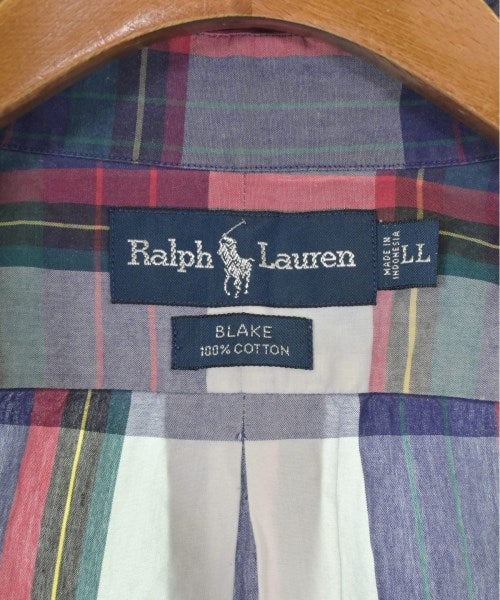 Ralph Lauren
MADE IN
INDONESIA
LL
BLAKE
100% COTTON